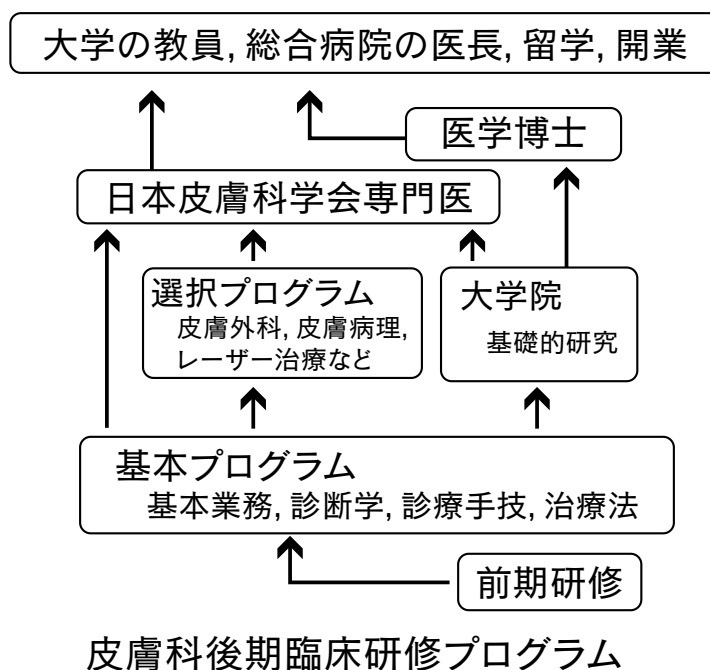 大学の教員, 総合病院の医長, 留学, 開業
医学博士
日本皮膚科学会専門医
選択プログラム
皮膚外科, 皮膚病理,
レーザー治療など
大学院
基礎的研究
基本プログラム
基本業務, 診断学, 診療手技, 治療法
前期研修
皮膚科後期臨床研修プログラム